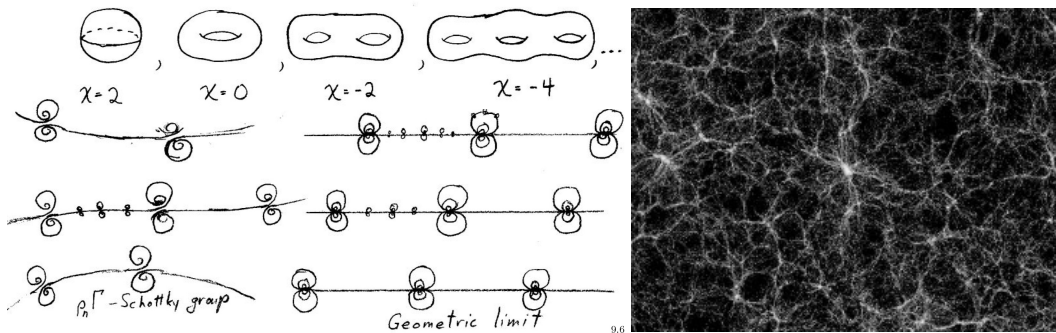 , , , , ...
χ=2 χ=0 χ=-2 χ=-4
ρₙΓ-Schottky group
Geometric limit
9.6